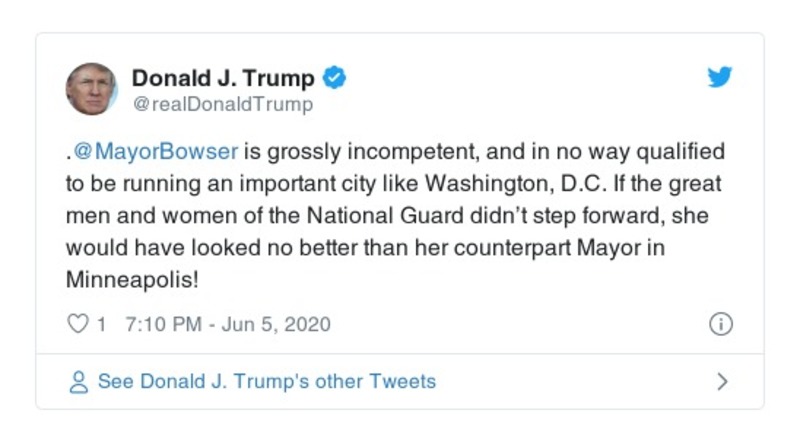 Donald J. Trump
@realDonaldTrump
.@MayorBowser is grossly incompetent, and in no way qualified
to be running an important city like Washington, D.C. If the great
men and women of the National Guard didn’t step forward, she
would have looked no better than her counterpart Mayor in
Minneapolis!
1 7:10 PM - Jun 5, 2020
See Donald J. Trump's other Tweets